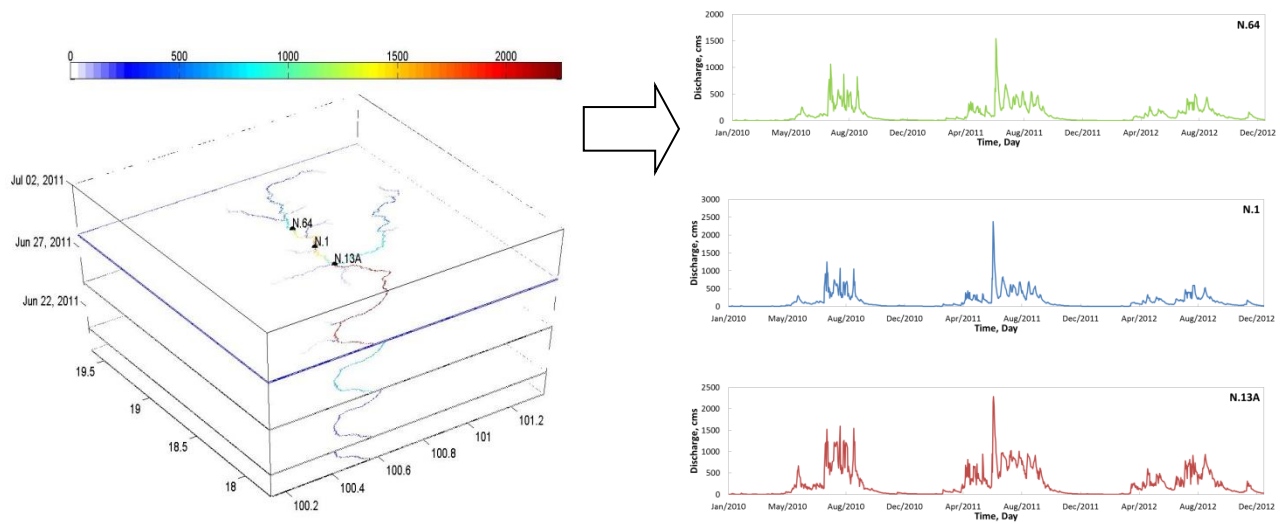 0 500 1000 1500 2000
Jul 02, 2011
Jun 27, 2011
Jun 22, 2011
N.64
N.1
N.13A
19.5
19
18.5
18
100.2
100.4
100.6
100.8
101
101.2
N.64
Discharge, cms
2000
1500
1000
500
0
Jan/2010 May/2010 Aug/2010 Dec/2010 Apr/2011 Aug/2011 Dec/2011 Apr/2012 Aug/2012 Dec/2012
Time, Day
N.1
Discharge, cms
3000
2500
2000
1500
1000
500
0
Jan/2010 May/2010 Aug/2010 Dec/2010 Apr/2011 Aug/2011 Dec/2011 Apr/2012 Aug/2012 Dec/2012
Time, Day
N.13A
Discharge, cms
2500
2000
1500
1000
500
0
Jan/2010 May/2010 Aug/2010 Dec/2010 Apr/2011 Aug/2011 Dec/2011 Apr/2012 Aug/2012 Dec/2012
Time, Day